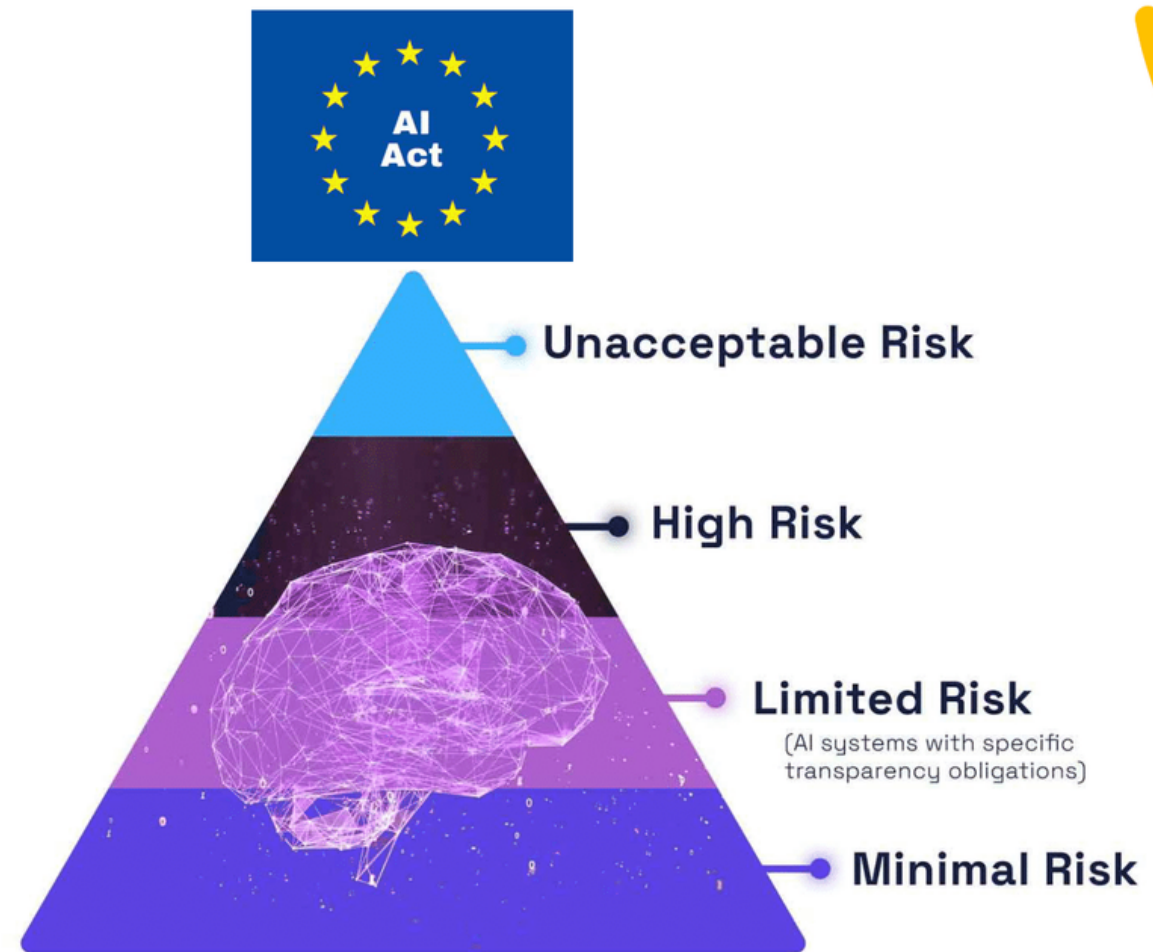 AI
Act
Unacceptable Risk
High Risk
Limited Risk
(AI systems with specific
transparency obligations)
Minimal Risk